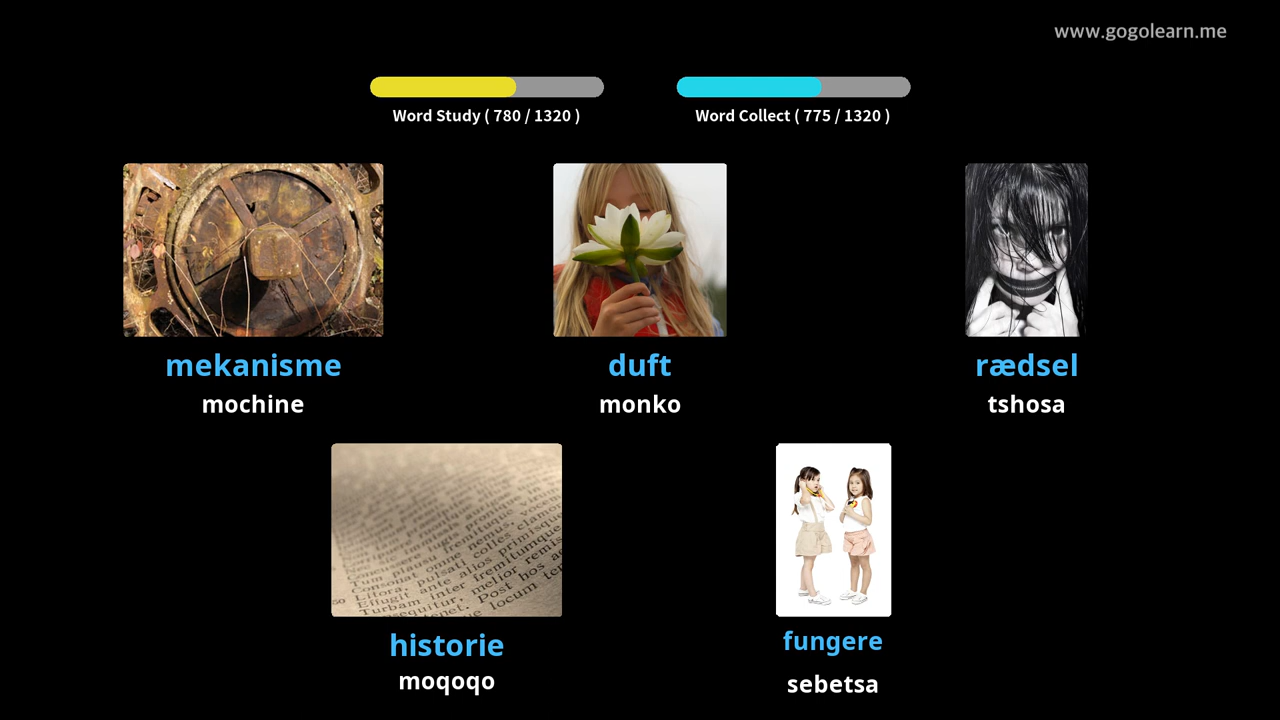 www.gogolearn.me
Word Study ( 780 / 1320 )
Word Collect ( 775 / 1320 )
mekanisme
mochine
duft
monko
rædsel
tshosa
historie
moqoqo
fungere
sebetsa